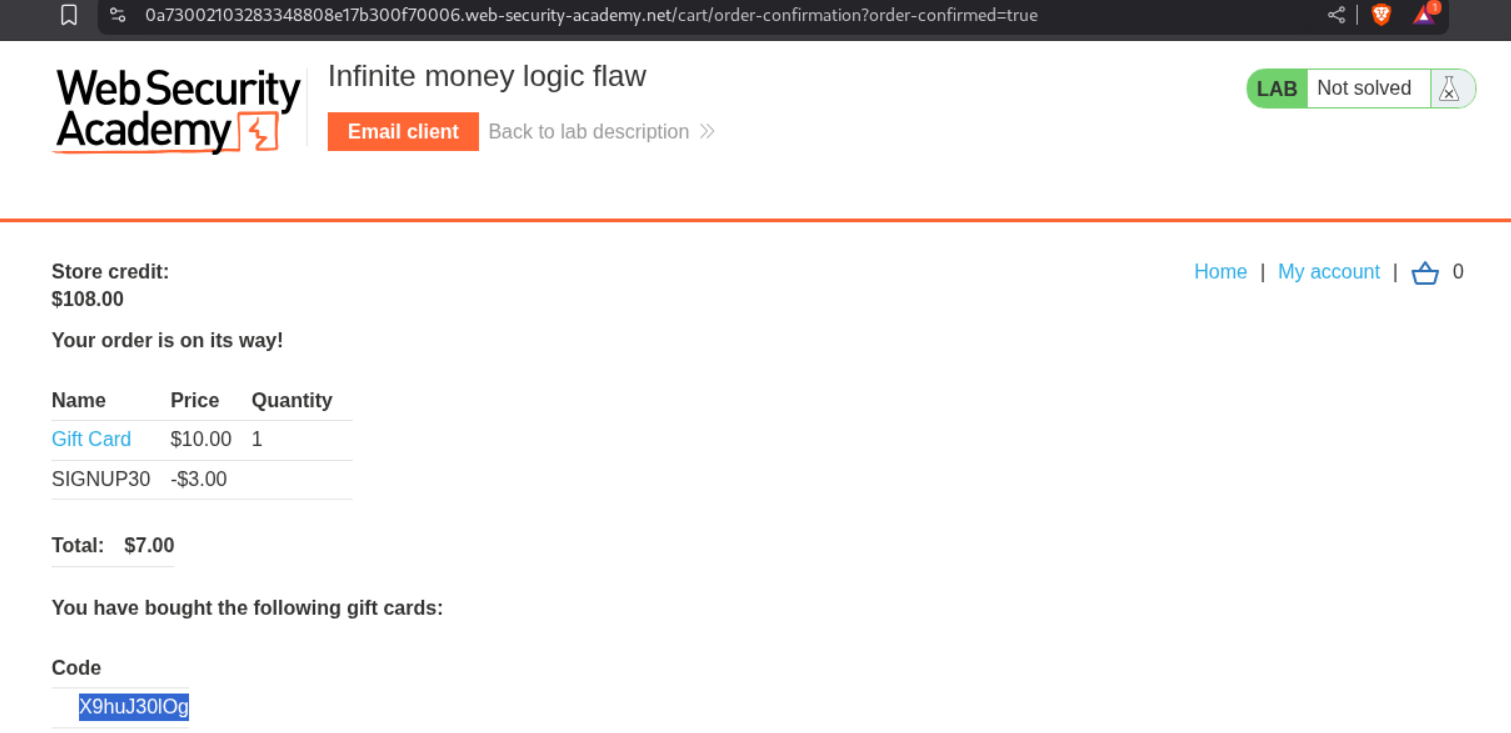 0a73002103283348808e17b300f70006.web-security-academy.net/cart/order-confirmation?order-confirmed=true
1
Web Security Academy
Infinite money logic flaw
LAB Not solved
Email client Back to lab description
Store credit:
$108.00
Home | My account | 0
Your order is on its way!
Name Price Quantity
Gift Card $10.00 1
SIGNUP30 -$3.00
Total: $7.00
You have bought the following gift cards:
Code
X9huJ30lOg